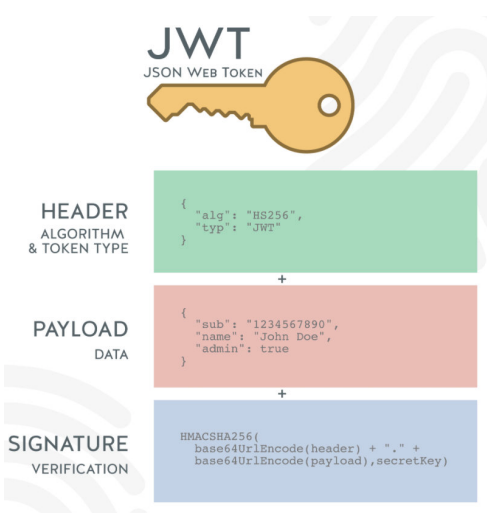 JWT
JSON WEB TOKEN
HEADER
ALGORITHM
& TOKEN TYPE
{
"alg": "HS256",
"typ": "JWT"
}
+
PAYLOAD
DATA
{
"sub": "1234567890",
"name": "John Doe",
"admin": true
}
+
SIGNATURE
VERIFICATION
HMACSHA256(
base64UrlEncode(header) + "." +
base64UrlEncode(payload),secretKey)